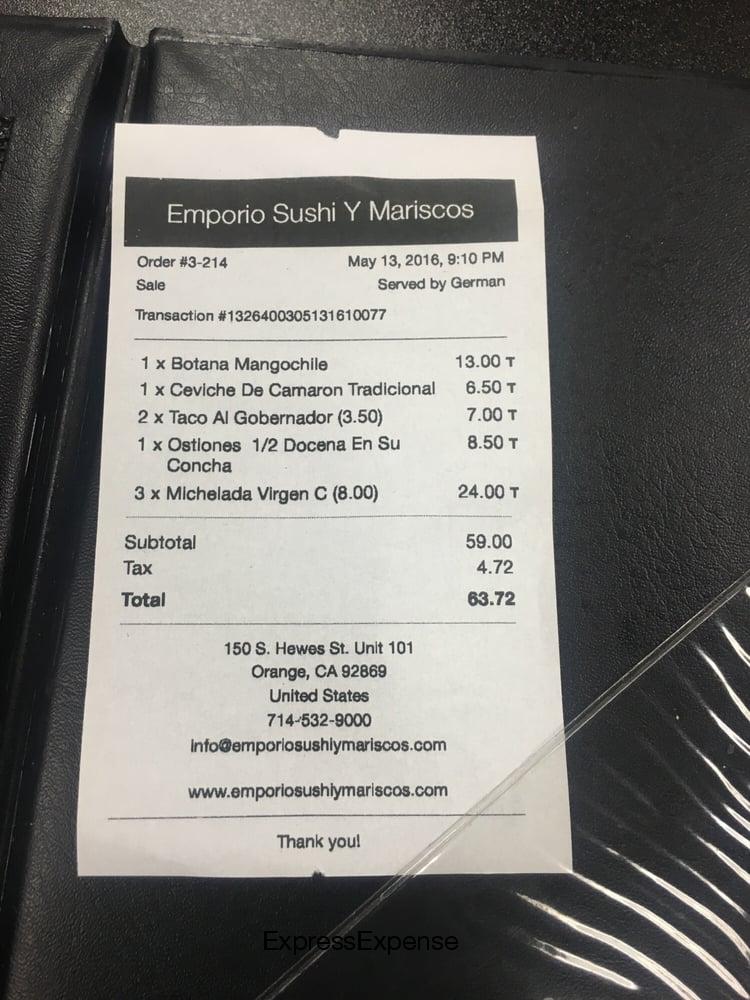 Emporio Sushi Y Mariscos
Order #3-214 May 13, 2016, 9:10 PM
Sale Served by German
Transaction #1326400305131610077
1 x Botana Mangochile 13.00 T
1 x Ceviche De Camaron Tradicional 6.50 T
2 x Taco Al Gobernador (3.50) 7.00 T
1 x Ostiones 1/2 Docena En Su 8.50 T
Concha
3 x Michelada Virgen C (8.00) 24.00 T
Subtotal 59.00
Tax 4.72
Total 63.72
150 S. Hewes St. Unit 101
Orange, CA 92869
United States
714-532-9000
info@emporiosushiymariscos.com
www.emporiosushiymariscos.com
Thank you!
ExpressExpense